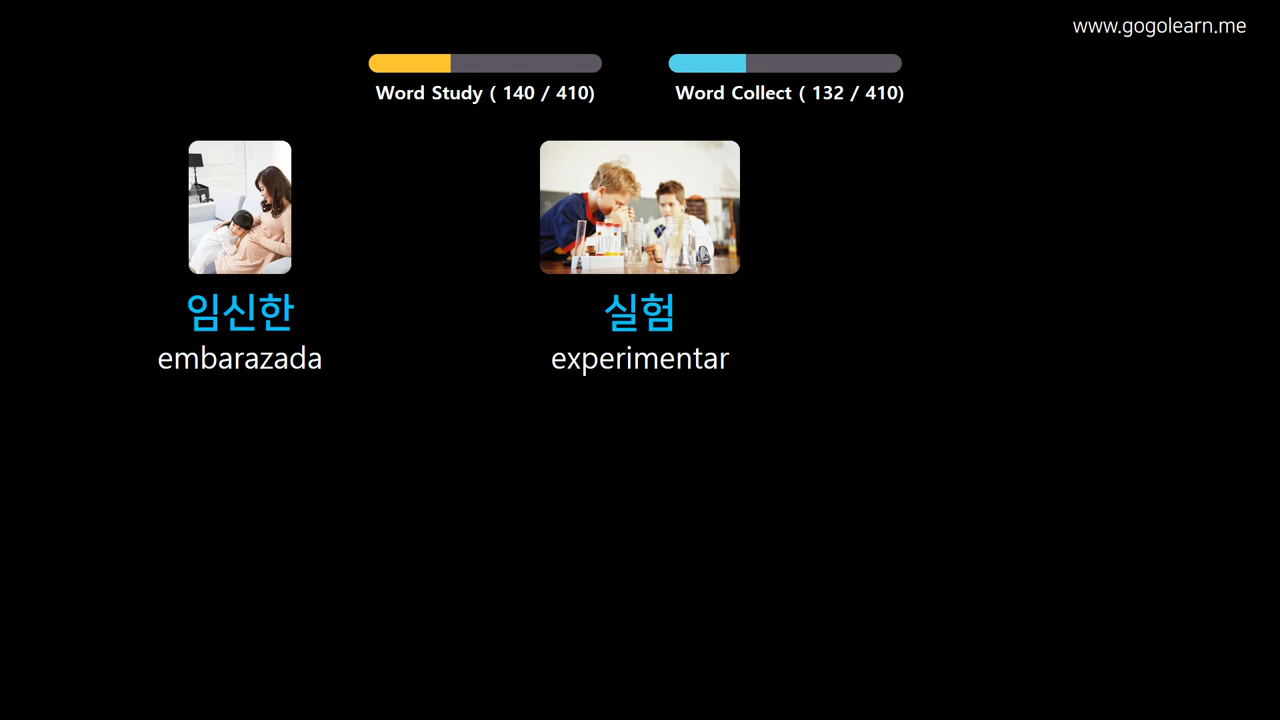 www.gogolearn.me
Word Study ( 140 / 410)
Word Collect ( 132 / 410)
임신한
embarazada
실험
experimentar